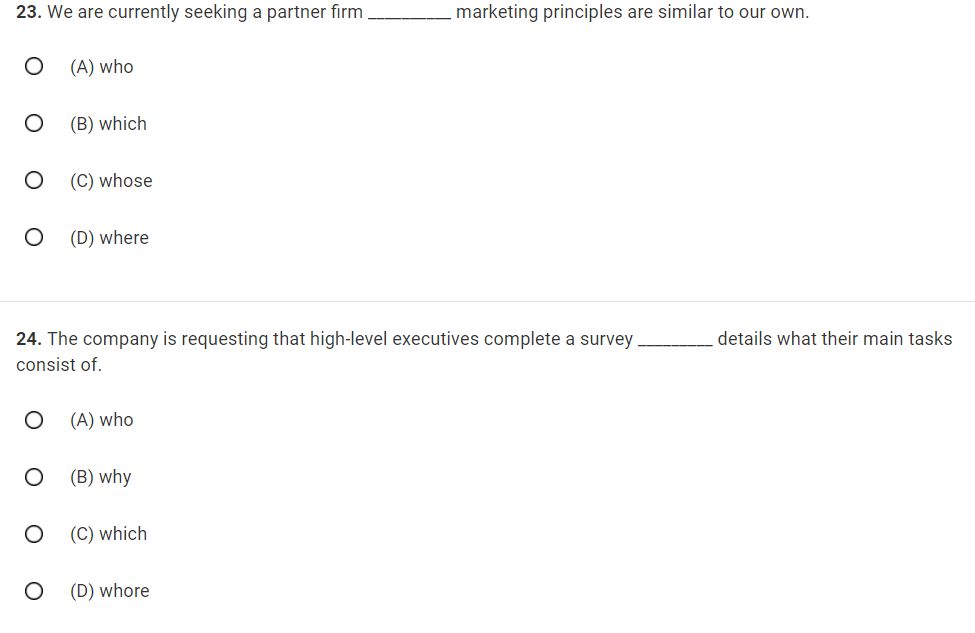 23. We are currently seeking a partner firm _________ marketing principles are similar to our own.
(A) who
(B) which
(C) whose
(D) where
24. The company is requesting that high-level executives complete a survey ________ details what their main tasks
consist of.
(A) who
(B) why
(C) which
(D) whore